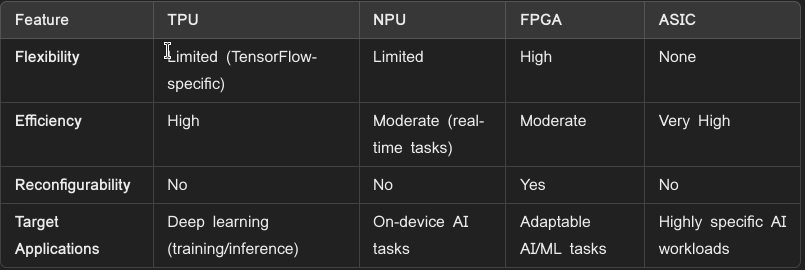 Feature TPU NPU FPGA ASIC
Flexibility Limited (TensorFlow- Limited High None
specific)
Efficiency High Moderate (real- Moderate Very High
time tasks)
Reconfigurability No No Yes No
Target Deep learning On-device AI Adaptable Highly specific AI
Applications (training/inference) tasks AI/ML tasks workloads